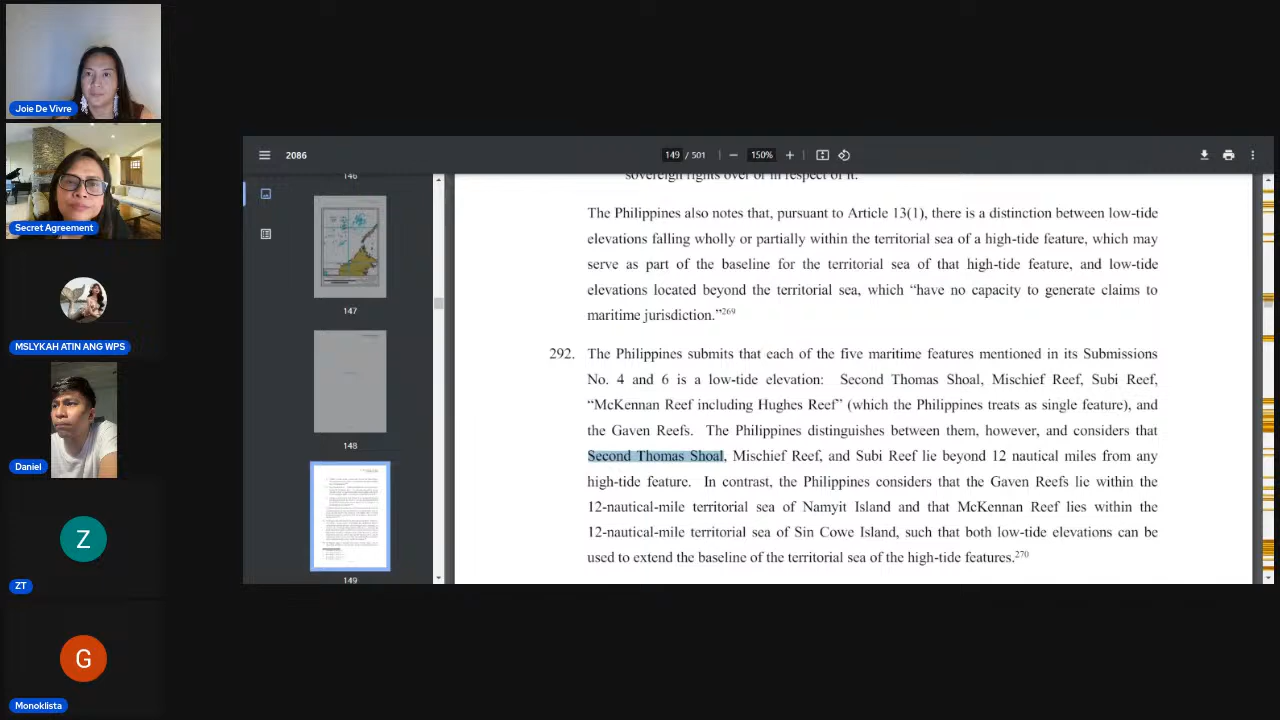 Joie De Vivre
Secret Agreement
MSLYKAH ATIN ANG WPS
Daniel
Z
ZT
G
Monoklista
2086
149 / 501
150%
146
147
148
149
sovereign rights over or in respect of it.
The Philippines also notes that, pursuant to Article 13(1), there is a distinction between low-tide
elevations falling wholly or partially within the territorial sea of a high-tide feature, which may
serve as part of the baseline for the territorial sea of that high-tide feature, and low-tide
elevations located beyond the territorial sea, which “have no capacity to generate claims to
maritime jurisdiction.”269
292. The Philippines submits that each of the five maritime features mentioned in its Submissions
No. 4 and 6 is a low-tide elevation: Second Thomas Shoal, Mischief Reef, Subi Reef,
“McKennan Reef including Hughes Reef” (which the Philippines treats as single feature), and
the Gaven Reefs. The Philippines distinguishes between them, however, and considers that
Second Thomas Shoal, Mischief Reef, and Subi Reef lie beyond 12 nautical miles from any
high-tide feature. In contrast, the Philippines considers that the Gaven Reefs lie within the
12-nautical-mile territorial sea of Namyit Island and that McKennan Reef lies within the
12-nautical-mile territorial sea of Sin Cowe Island, such that both low-tide elevations can be
used to extend the baseline of the territorial sea of the high-tide features.270